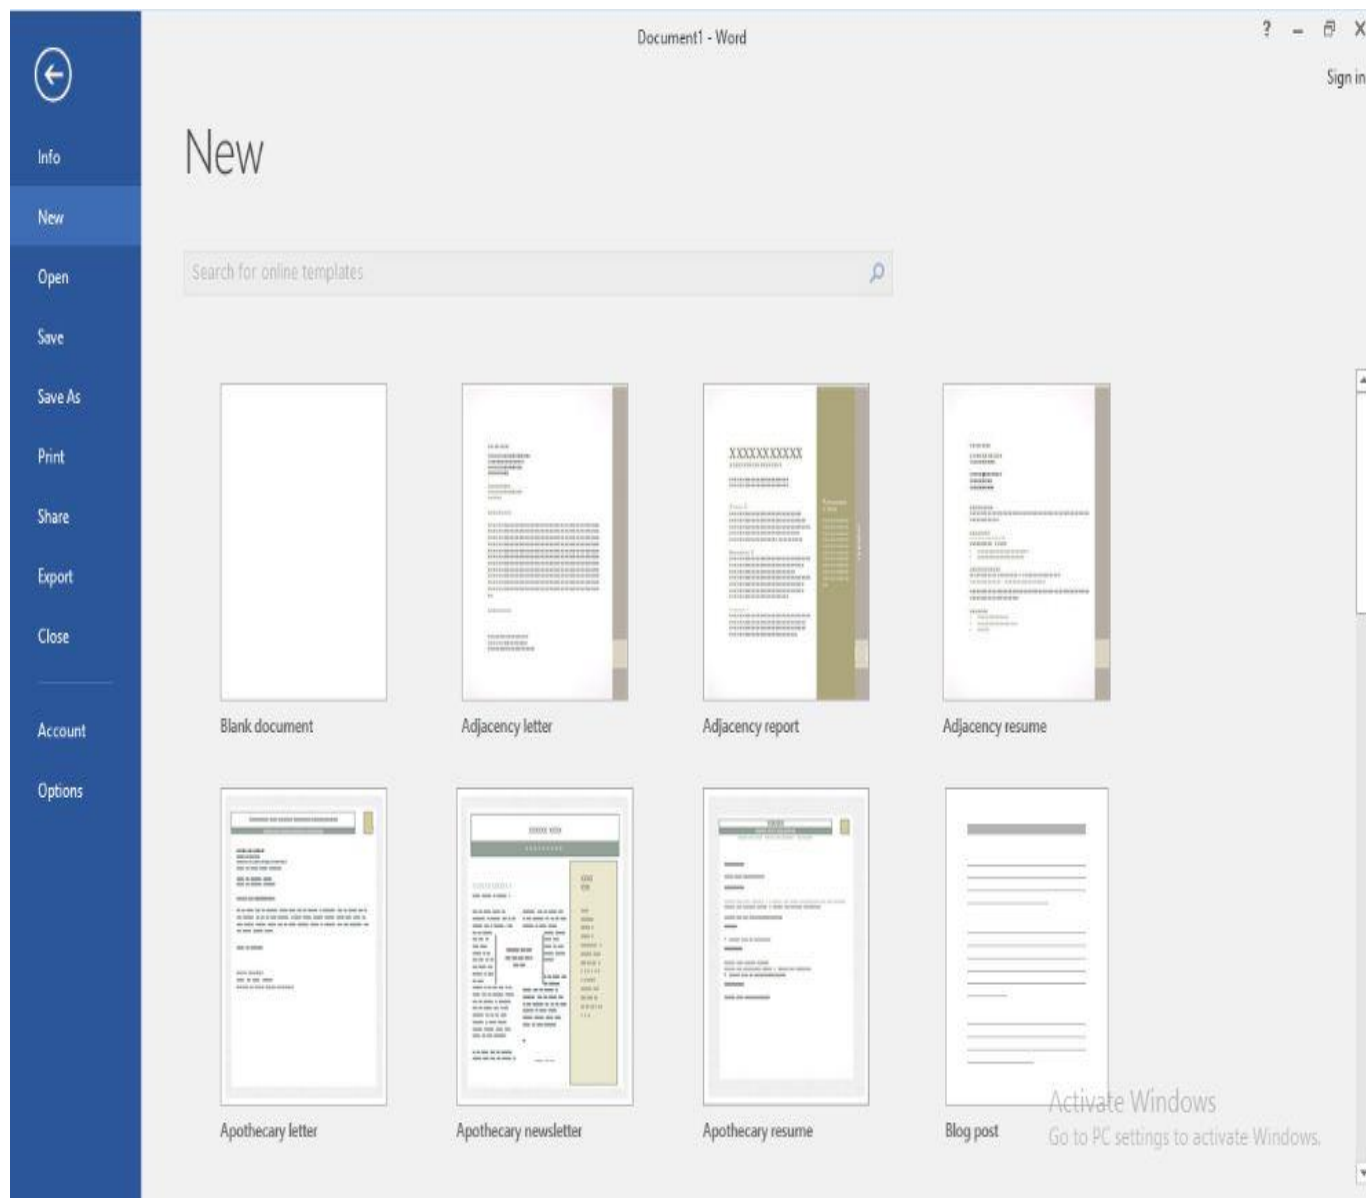 Document1 - Word
?
Sign in
Info
New
Open
Save
Save As
Print
Share
Export
Close
Account
Options
New
Search for online templates
XXXXXXXXXXX
Blank document
Adjacency letter
Adjacency report
Adjacency resume
Apothecary letter
Apothecary newsletter
Apothecary resume
Blog post
Activate Windows
Go to PC settings to activate Windows.